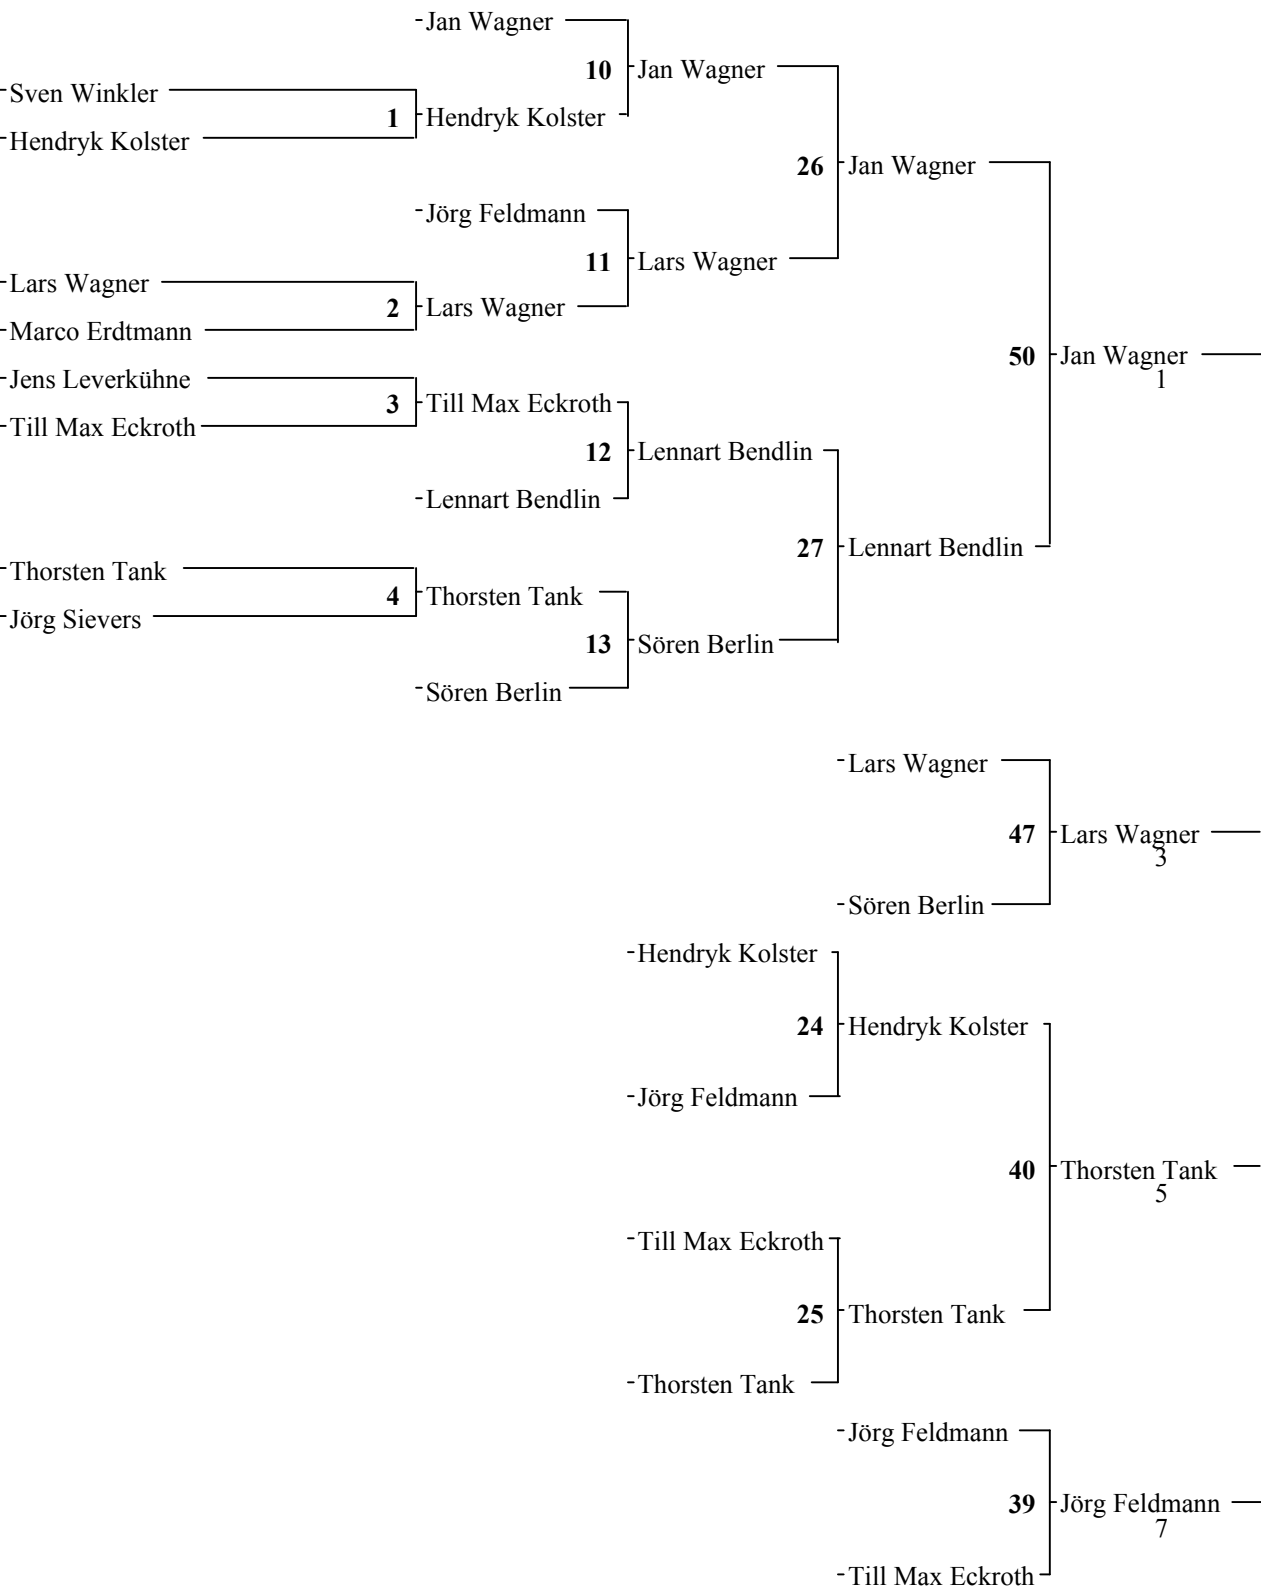 -Jan Wagner
10 -Jan Wagner
-Sven Winkler
1 -Hendryk Kolster
-Hendryk Kolster
26 -Jan Wagner
-Jörg Feldmann
11 -Lars Wagner
-Lars Wagner
2 -Lars Wagner
-Marco Erdtmann
50 -Jan Wagner
1
-Jens Leverkühne
3 -Till Max Eckroth
-Till Max Eckroth
12 -Lennart Bendlin
-Lennart Bendlin
27 -Lennart Bendlin
-Thorsten Tank
4 -Thorsten Tank
-Jörg Sievers
13 -Sören Berlin
-Sören Berlin
-Lars Wagner
47 -Lars Wagner
3
-Sören Berlin
-Hendryk Kolster
24 -Hendryk Kolster
-Jörg Feldmann
40 -Thorsten Tank
5
-Till Max Eckroth
25 -Thorsten Tank
-Thorsten Tank
-Jörg Feldmann
39 -Jörg Feldmann
7
-Till Max Eckroth